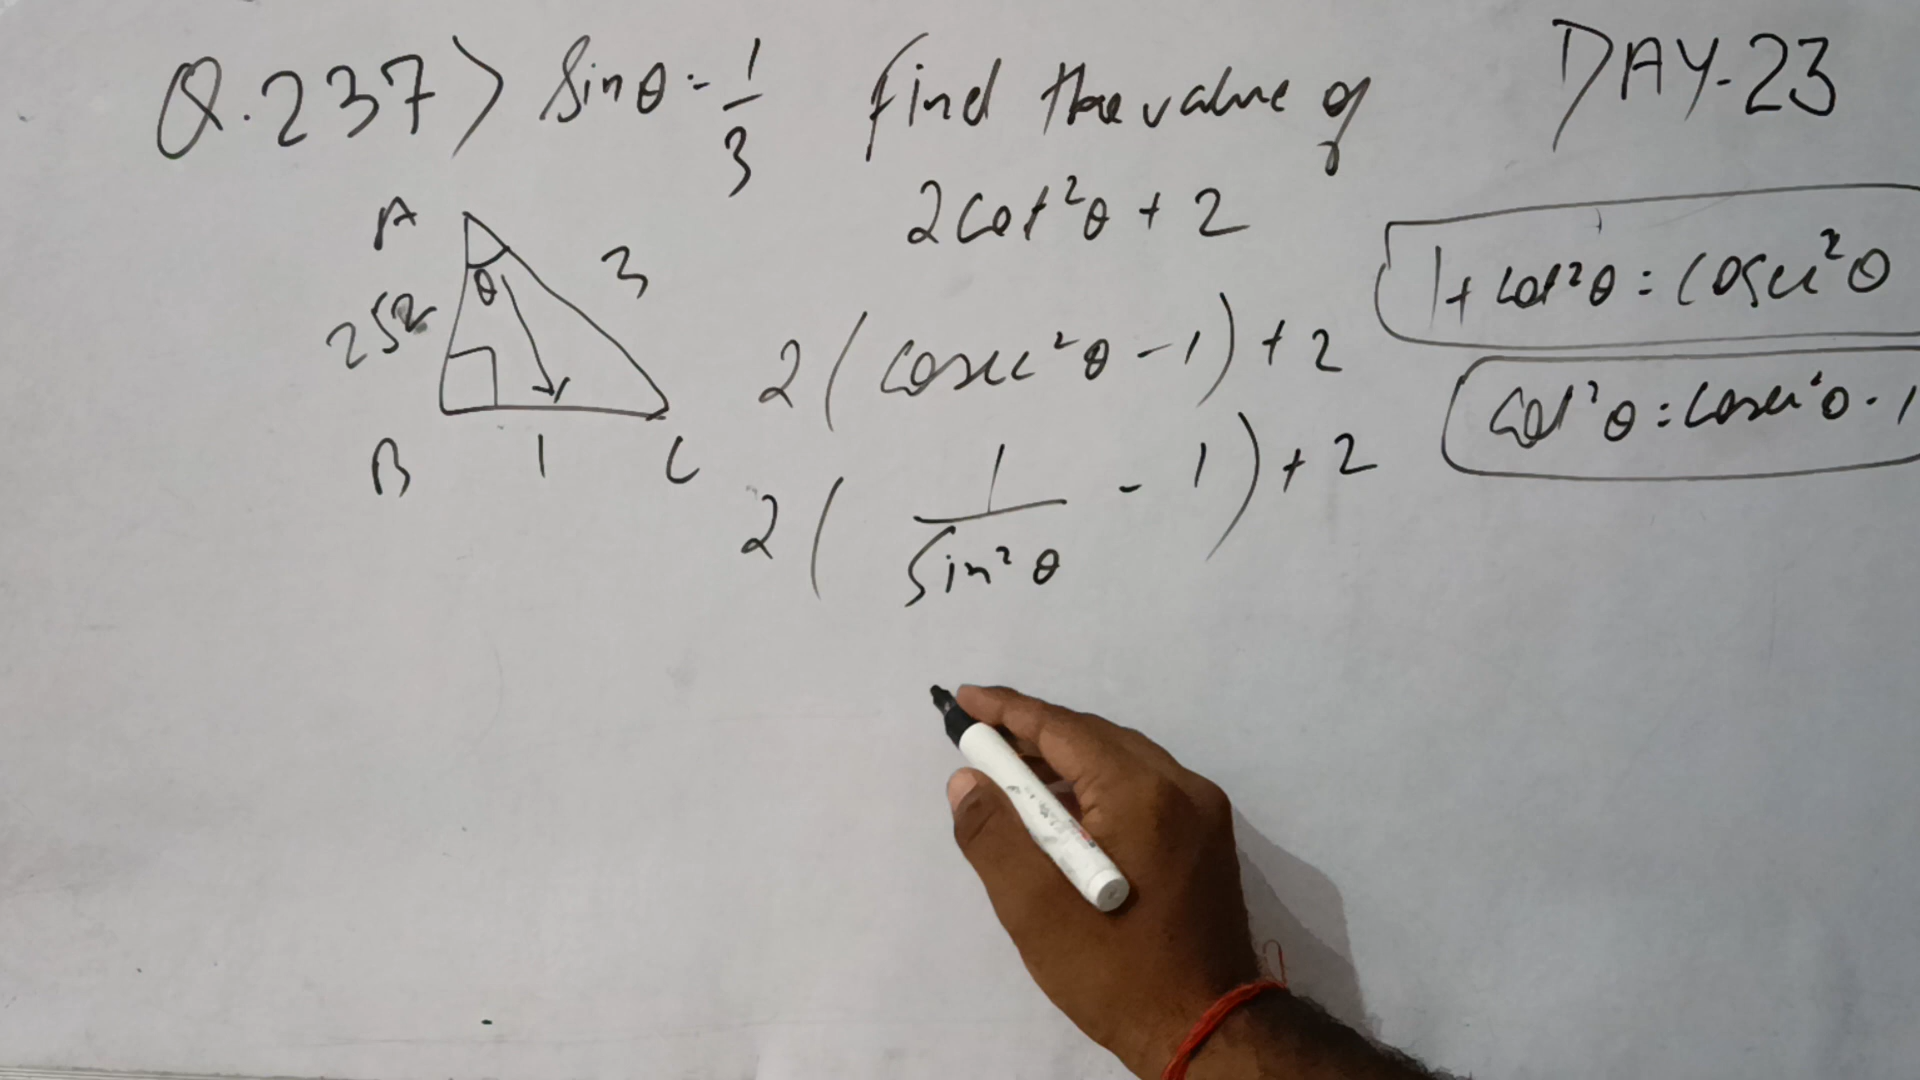 Q.237> Sinθ = 1/3 find the value of
2cot²θ + 2
DAY-23
A
θ
3
2√2
B
1
C
1 + cot²θ = cosec²θ
cot²θ = cosec²θ - 1
2(cosec²θ - 1) + 2
2(1/Sin²θ - 1) + 2